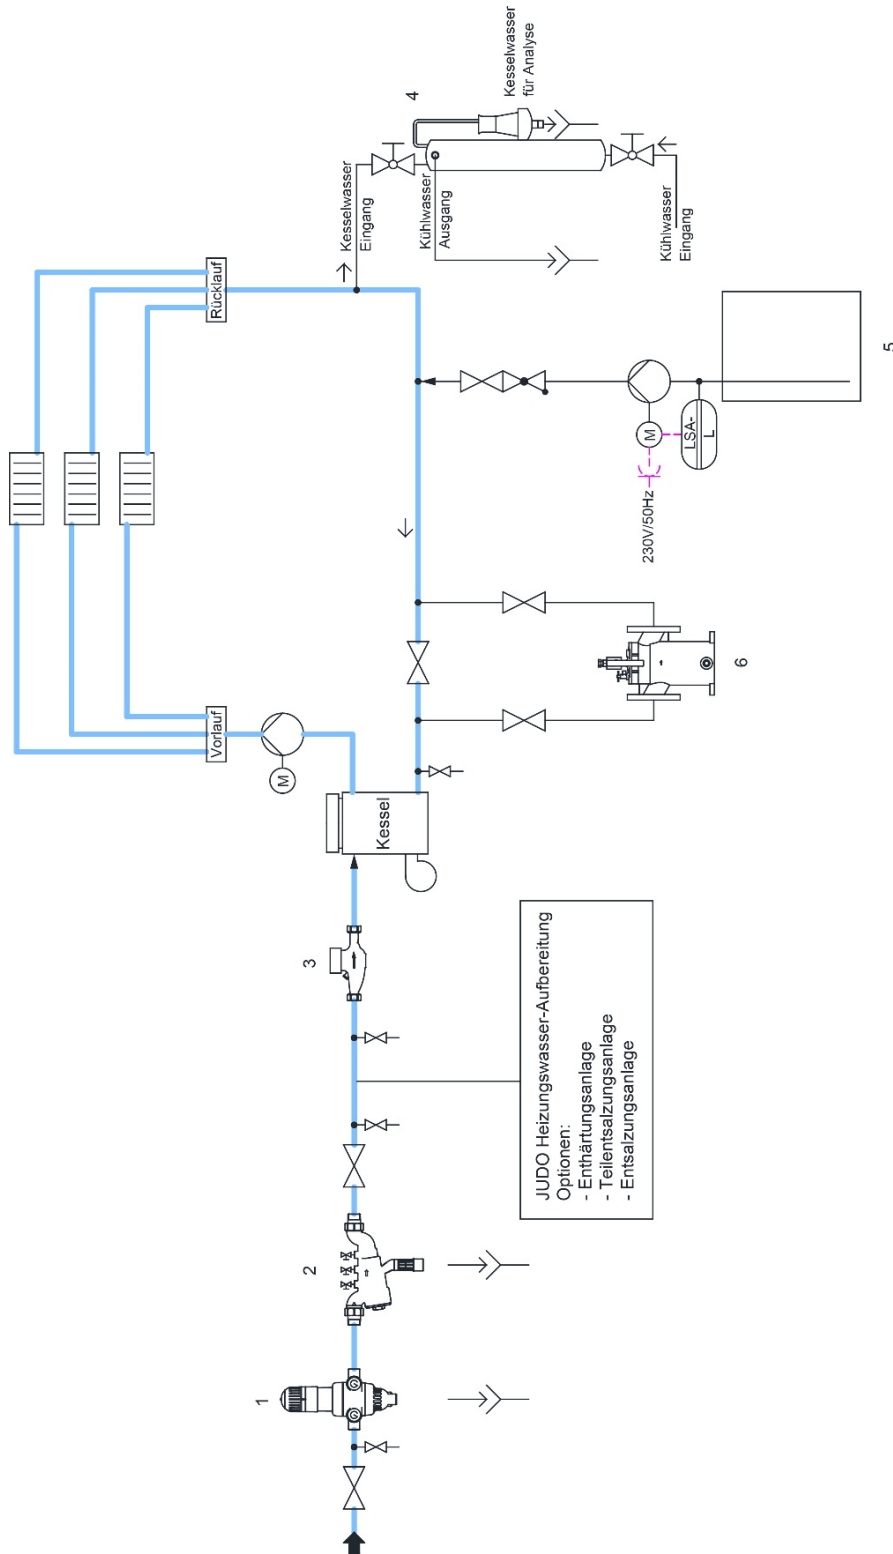 1
2
3
4
5
6
Vorlauf
Rücklauf
M
Kessel
Kesselwasser
Eingang
Kühlwasser
Ausgang
Kesselwasser
für Analyse
Kühlwasser
Eingang
M
LSA-
L
230V/50Hz
JUDO Heizungswasser-Aufbereitung
Optionen:
- Enthärtungsanlage
- Teilentsalzungsanlage
- Entsalzungsanlage